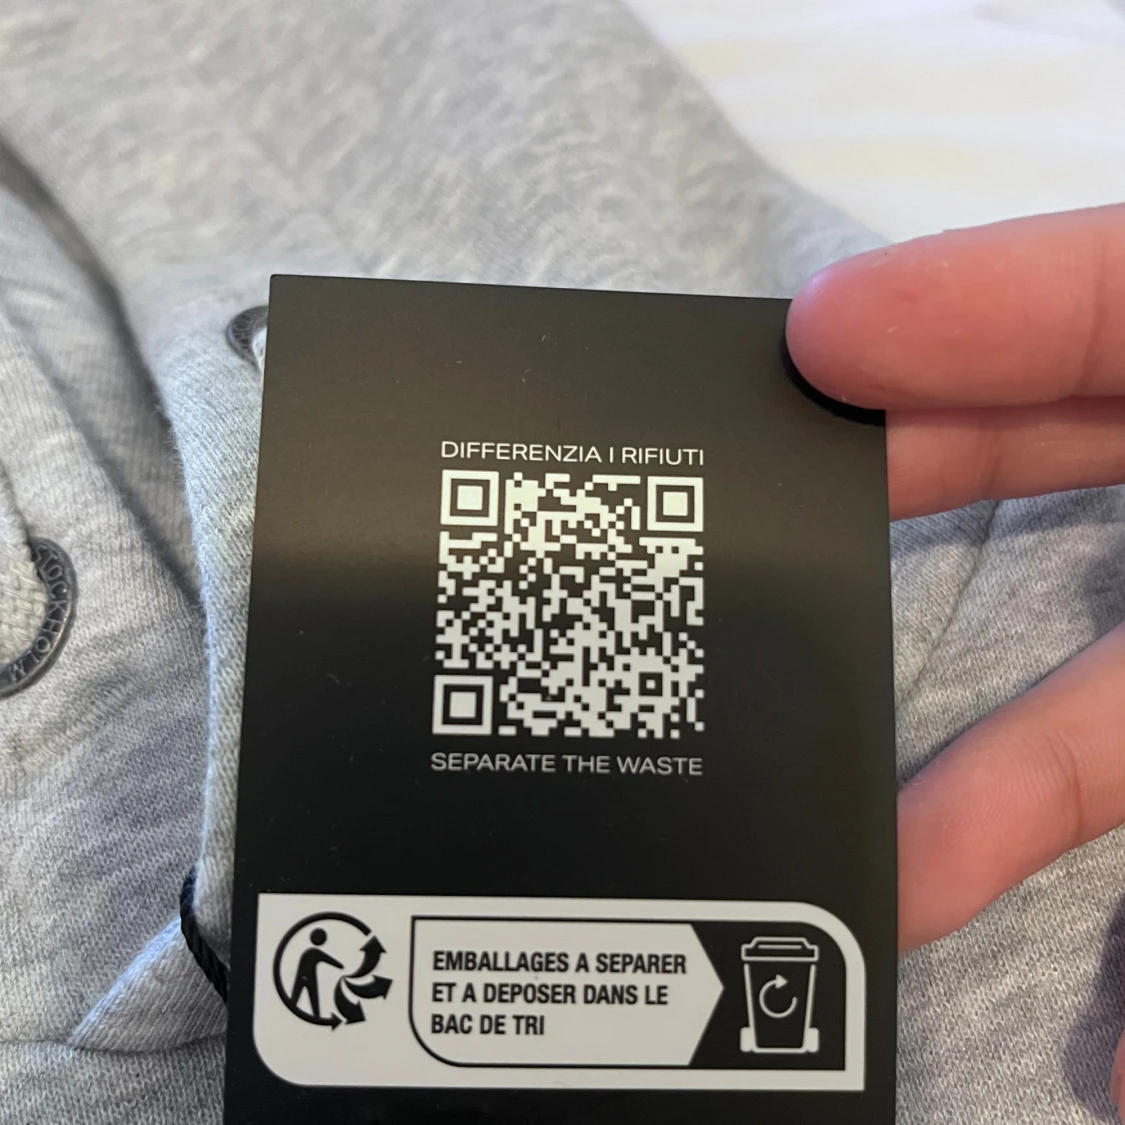 DIFFERENZIA I RIFIUTI
SEPARATE THE WASTE
EMBALLAGES A SEPARER
ET A DEPOSER DANS LE
BAC DE TRI